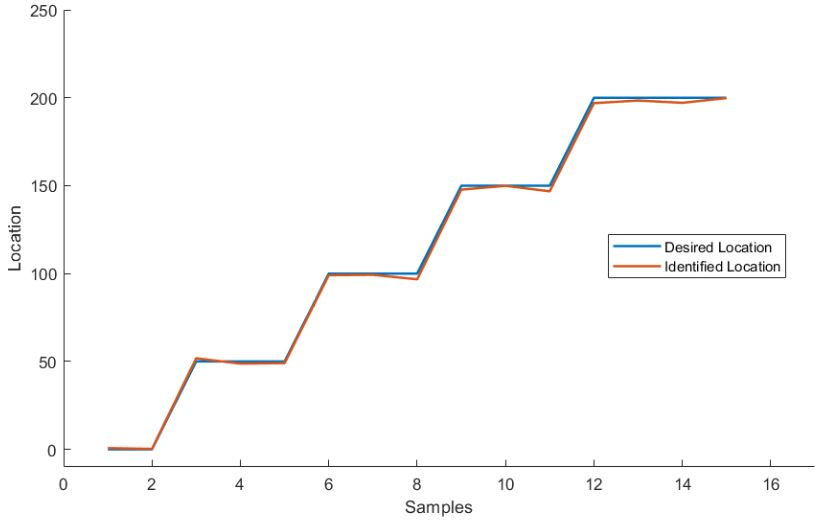 250
200
150
100
50
0
Location
Desired Location
Identified Location
0 2 4 6 8 10 12 14 16
Samples